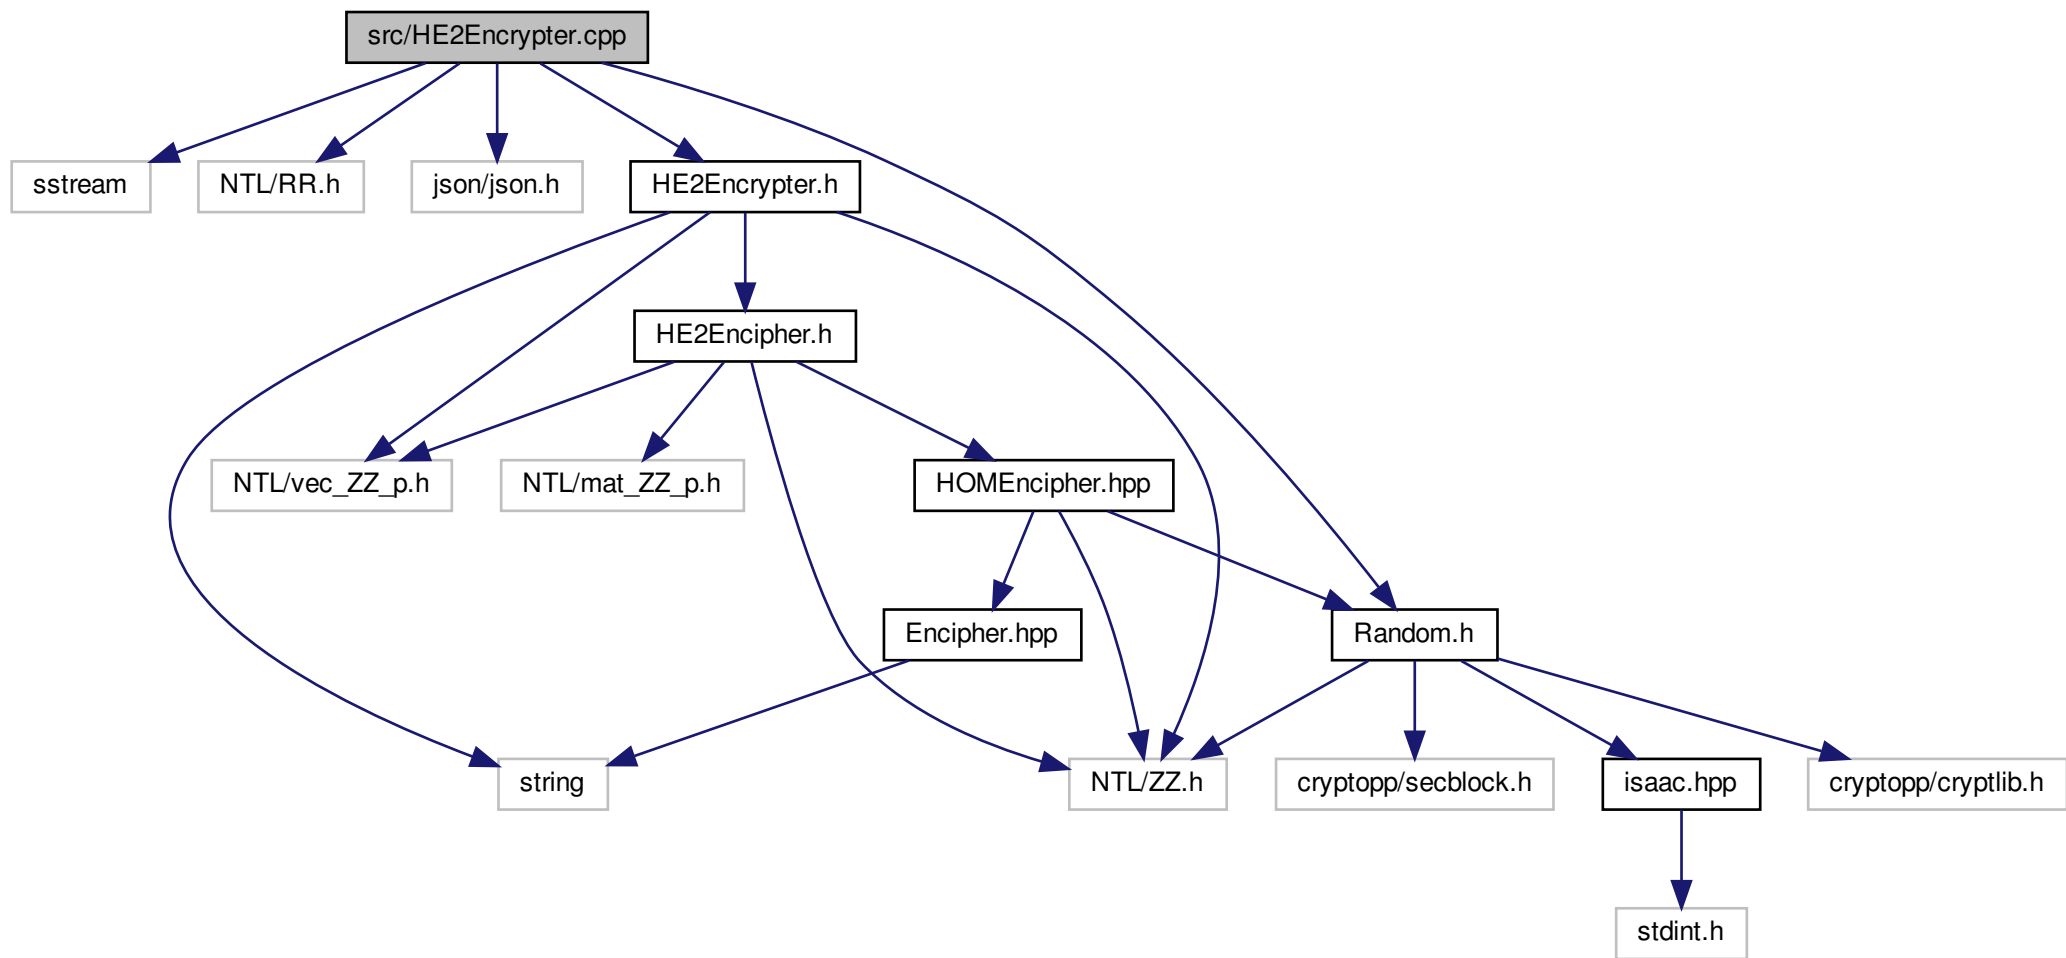 src/HE2Encrypter.cpp
sstream
NTL/RR.h
json/json.h
HE2Encrypter.h
HE2Encipher.h
NTL/vec_ZZ_p.h
NTL/mat_ZZ_p.h
HOMEncipher.hpp
Encipher.hpp
Random.h
string
NTL/ZZ.h
cryptopp/secblock.h
isaac.hpp
cryptopp/cryptlib.h
stdint.h